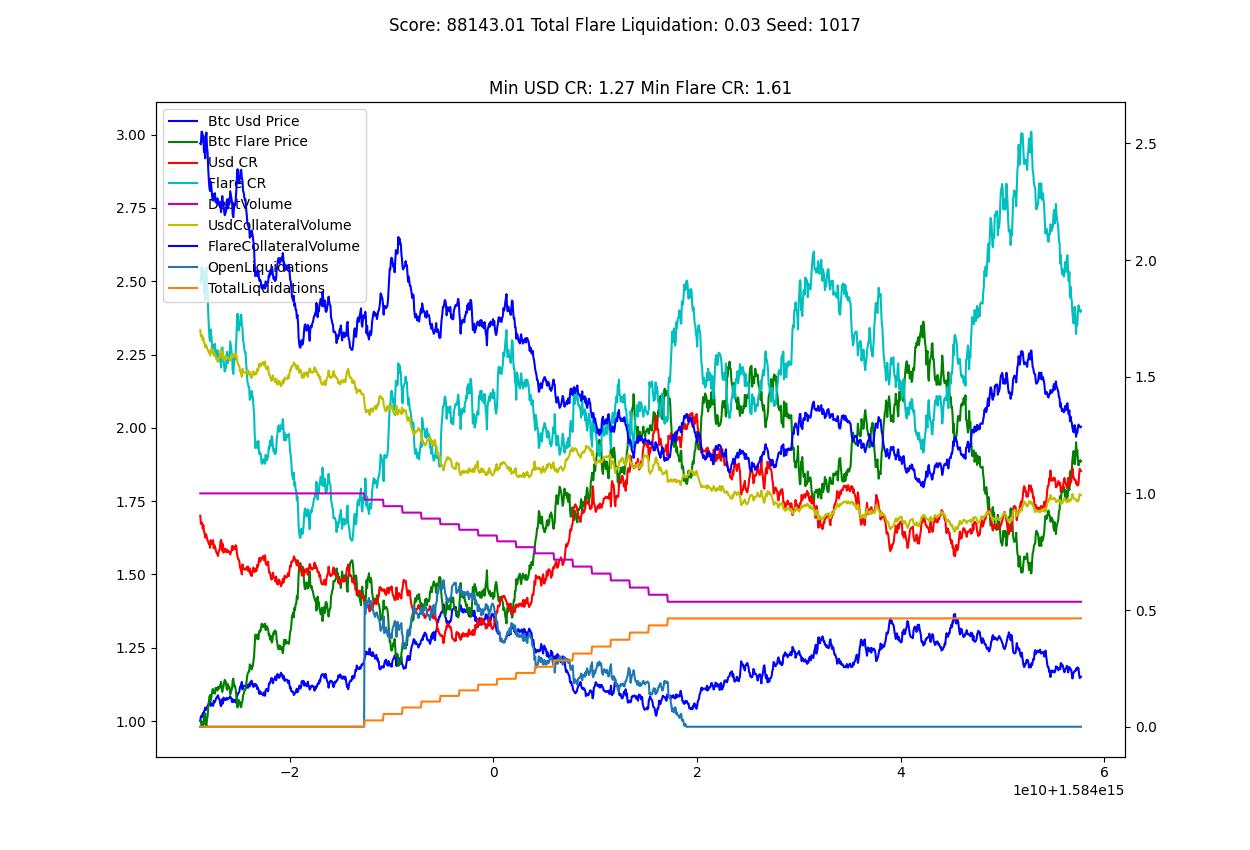 Score: 88143.01 Total Flare Liquidation: 0.03 Seed: 1017
Min USD CR: 1.27 Min Flare CR: 1.61
Btc Usd Price
Btc Flare Price
Usd CR
Flare CR
DebtVolume
UsdCollateralVolume
FlareCollateralVolume
OpenLiquidations
TotalLiquidations
3.00
2.75
2.50
2.25
2.00
1.75
1.50
1.25
1.00
2.5
2.0
1.5
1.0
0.5
0.0
−2 0 2 4 6
1e10+1.584e15